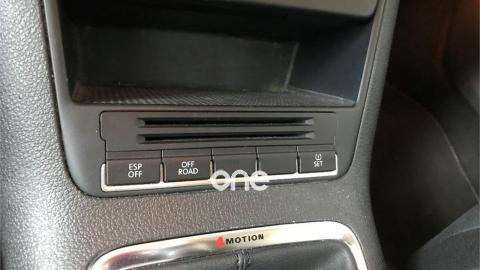 ESP
OFF
OFF
ROAD
SET
one
4MOTION